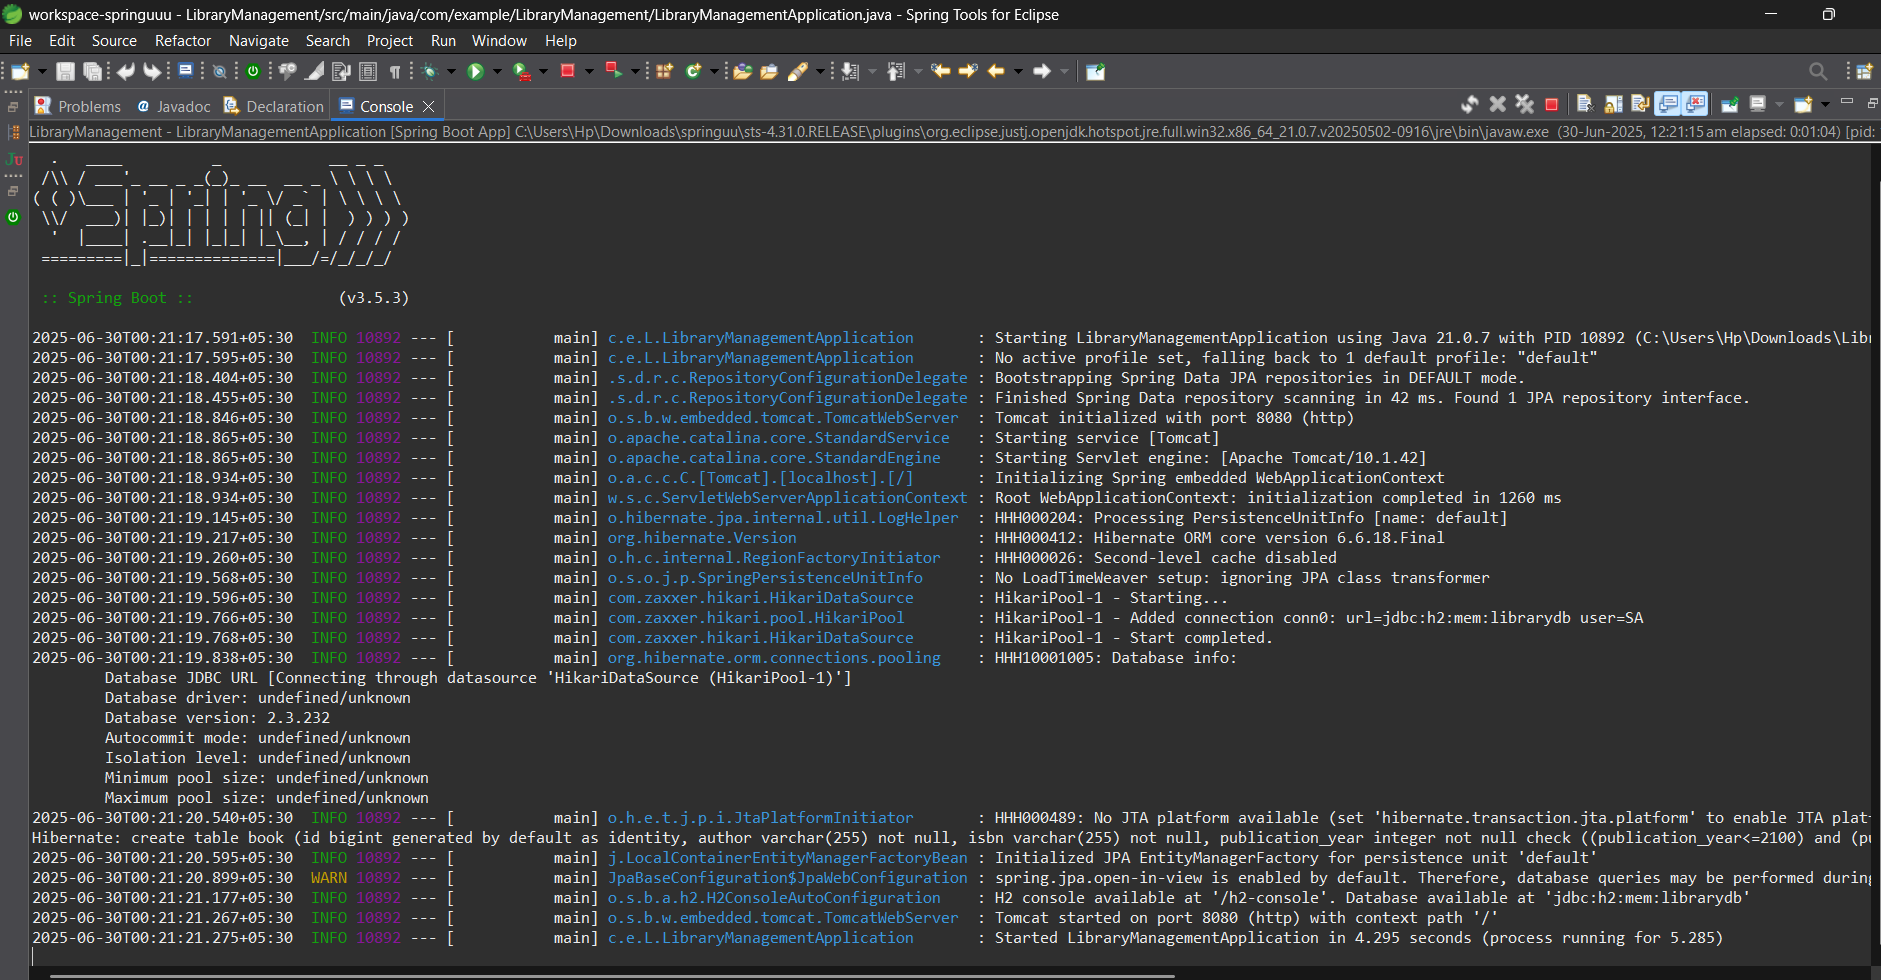 workspace-springuuu - LibraryManagement/src/main/java/com/example/LibraryManagement/LibraryManagementApplication.java - Spring Tools for Eclipse
File Edit Source Refactor Navigate Search Project Run Window Help
Problems Javadoc Declaration Console
LibraryManagement - LibraryManagementApplication [Spring Boot App] C:\Users\Hp\Downloads\springuu\sts-4.31.0.RELEASE\plugins\org.eclipse.justj.openjdk.hotspot.jre.full.win32.x86_64_21.0.7.v20250502-0916\jre\bin\javaw.exe (30-Jun-2025, 12:21:15 am elapsed: 0:01:04) [pid:
  .   ____          _            __ _ _
 /\\ / ___'_ __ _ _(_)_ __  __ _ \ \ \ \
( ( )\___ | '_ | '_| | '_ \/ _` | \ \ \ \
 \\/  ___)| |_)| | | | | || (_| |  ) ) ) )
  '  |____| .__|_| |_|_| |_\__, | / / / /
 =========|_|==============|___/=/_/_/_/
 :: Spring Boot ::                (v3.5.3)
2025-06-30T00:21:17.591+05:30  INFO 10892 --- [           main] c.e.L.LibraryManagementApplication       : Starting LibraryManagementApplication using Java 21.0.7 with PID 10892 (C:\Users\Hp\Downloads\Libr
2025-06-30T00:21:17.595+05:30  INFO 10892 --- [           main] c.e.L.LibraryManagementApplication       : No active profile set, falling back to 1 default profile: "default"
2025-06-30T00:21:18.404+05:30  INFO 10892 --- [           main] .s.d.r.c.RepositoryConfigurationDelegate : Bootstrapping Spring Data JPA repositories in DEFAULT mode.
2025-06-30T00:21:18.455+05:30  INFO 10892 --- [           main] .s.d.r.c.RepositoryConfigurationDelegate : Finished Spring Data repository scanning in 42 ms. Found 1 JPA repository interface.
2025-06-30T00:21:18.846+05:30  INFO 10892 --- [           main] o.s.b.w.embedded.tomcat.TomcatWebServer  : Tomcat initialized with port 8080 (http)
2025-06-30T00:21:18.865+05:30  INFO 10892 --- [           main] o.apache.catalina.core.StandardService   : Starting service [Tomcat]
2025-06-30T00:21:18.865+05:30  INFO 10892 --- [           main] o.apache.catalina.core.StandardEngine    : Starting Servlet engine: [Apache Tomcat/10.1.42]
2025-06-30T00:21:18.934+05:30  INFO 10892 --- [           main] o.a.c.c.C.[Tomcat].[localhost].[/]       : Initializing Spring embedded WebApplicationContext
2025-06-30T00:21:18.934+05:30  INFO 10892 --- [           main] w.s.c.ServletWebServerApplicationContext : Root WebApplicationContext: initialization completed in 1260 ms
2025-06-30T00:21:19.145+05:30  INFO 10892 --- [           main] o.hibernate.jpa.internal.util.LogHelper  : HHH000204: Processing PersistenceUnitInfo [name: default]
2025-06-30T00:21:19.217+05:30  INFO 10892 --- [           main] org.hibernate.Version                    : HHH000412: Hibernate ORM core version 6.6.18.Final
2025-06-30T00:21:19.260+05:30  INFO 10892 --- [           main] o.h.c.internal.RegionFactoryInitiator    : HHH000026: Second-level cache disabled
2025-06-30T00:21:19.568+05:30  INFO 10892 --- [           main] o.s.o.j.p.SpringPersistenceUnitInfo      : No LoadTimeWeaver setup: ignoring JPA class transformer
2025-06-30T00:21:19.596+05:30  INFO 10892 --- [           main] com.zaxxer.hikari.HikariDataSource       : HikariPool-1 - Starting...
2025-06-30T00:21:19.766+05:30  INFO 10892 --- [           main] com.zaxxer.hikari.pool.HikariPool        : HikariPool-1 - Added connection conn0: url=jdbc:h2:mem:librarydb user=SA
2025-06-30T00:21:19.768+05:30  INFO 10892 --- [           main] com.zaxxer.hikari.HikariDataSource       : HikariPool-1 - Start completed.
2025-06-30T00:21:19.838+05:30  INFO 10892 --- [           main] org.hibernate.orm.connections.pooling    : HHH10001005: Database info:
Database JDBC URL [Connecting through datasource 'HikariDataSource (HikariPool-1)']
Database driver: undefined/unknown
Database version: 2.3.232
Autocommit mode: undefined/unknown
Isolation level: undefined/unknown
Minimum pool size: undefined/unknown
Maximum pool size: undefined/unknown
2025-06-30T00:21:20.540+05:30  INFO 10892 --- [           main] o.h.e.t.j.p.i.JtaPlatformInitiator       : HHH000489: No JTA platform available (set 'hibernate.transaction.jta.platform' to enable JTA plat
Hibernate: create table book (id bigint generated by default as identity, author varchar(255) not null, isbn varchar(255) not null, publication_year integer not null check ((publication_year<=2100) and (pu
2025-06-30T00:21:20.595+05:30  INFO 10892 --- [           main] j.LocalContainerEntityManagerFactoryBean : Initialized JPA EntityManagerFactory for persistence unit 'default'
2025-06-30T00:21:20.899+05:30  WARN 10892 --- [           main] JpaBaseConfiguration$JpaWebConfiguration : spring.jpa.open-in-view is enabled by default. Therefore, database queries may be performed during
2025-06-30T00:21:21.177+05:30  INFO 10892 --- [           main] o.s.b.a.h2.H2ConsoleAutoConfiguration    : H2 console available at '/h2-console'. Database available at 'jdbc:h2:mem:librarydb'
2025-06-30T00:21:21.267+05:30  INFO 10892 --- [           main] o.s.b.w.embedded.tomcat.TomcatWebServer  : Tomcat started on port 8080 (http) with context path '/'
2025-06-30T00:21:21.275+05:30  INFO 10892 --- [           main] c.e.L.LibraryManagementApplication       : Started LibraryManagementApplication in 4.295 seconds (process running for 5.285)